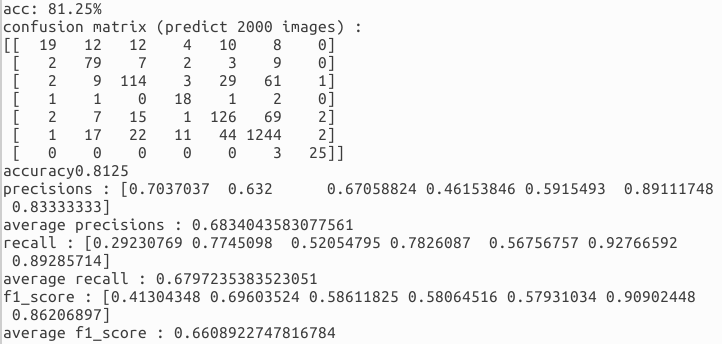 acc: 81.25%
confusion matrix (predict 2000 images) :
[[  19   12   12    4   10    8    0]
 [   2   79    7    2    3    9    0]
 [   2    9  114    3   29   61    1]
 [   1    1    0   18    1    2    0]
 [   2    7   15    1  126   69    2]
 [   1   17   22   11   44 1244    2]
 [   0    0    0    0    0    3   25]]
accuracy0.8125
precisions : [0.7037037  0.632      0.67058824 0.46153846 0.5915493  0.89111748
 0.83333333]
average precisions : 0.6834043583077561
recall : [0.29230769 0.7745098  0.52054795 0.7826087  0.56756757 0.92766592
 0.89285714]
average recall : 0.6797235383523051
f1_score : [0.41304348 0.69603524 0.58611825 0.58064516 0.57931034 0.90902448
 0.86206897]
average f1_score : 0.6608922747816784